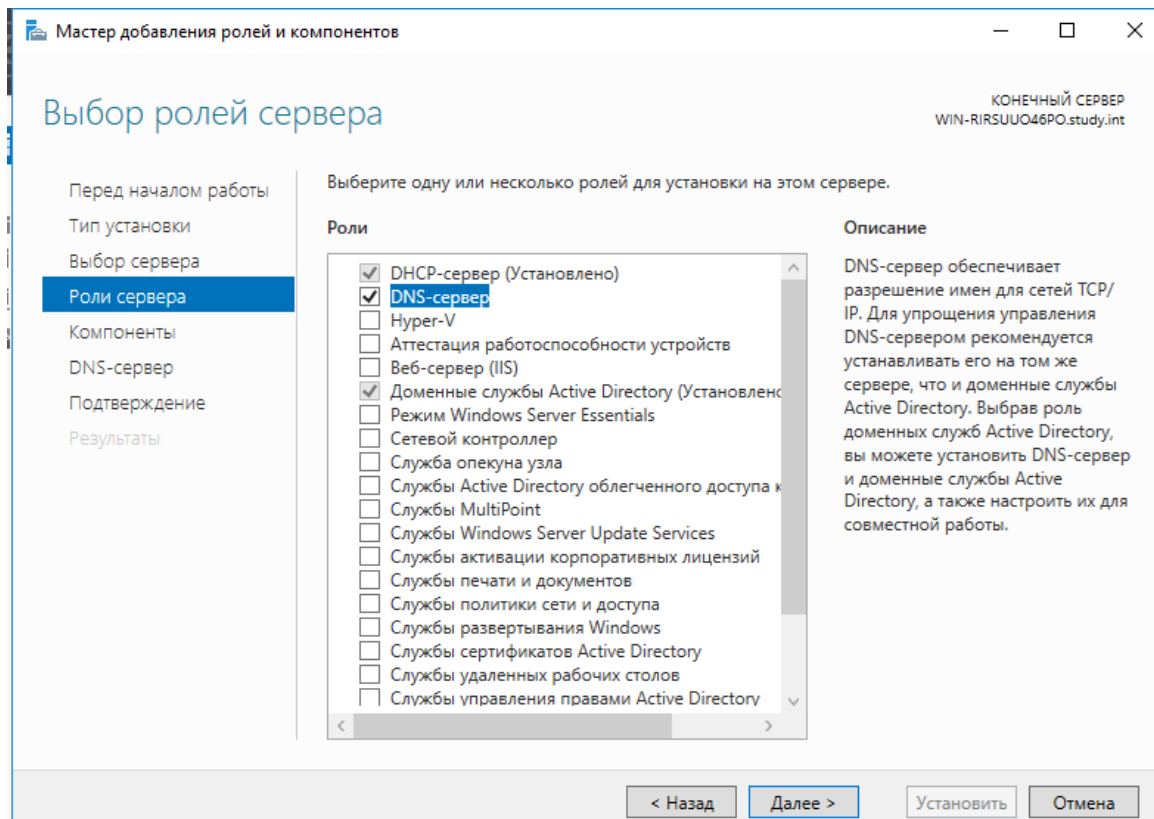 Мастер добавления ролей и компонентов
Выбор ролей сервера
КОНЕЧНЫЙ СЕРВЕР
WIN-RIRSUUO46PO.study.int
Перед началом работы
Тип установки
Выбор сервера
Роли сервера
Компоненты
DNS-сервер
Подтверждение
Результаты
Выберите одну или несколько ролей для установки на этом сервере.
Роли
DHCP-сервер (Установлено)
DNS-сервер
Hyper-V
Аттестация работоспособности устройств
Веб-сервер (IIS)
Доменные службы Active Directory (Установлено
Режим Windows Server Essentials
Сетевой контроллер
Служба опекуна узла
Службы Active Directory облегченного доступа к
Службы MultiPoint
Службы Windows Server Update Services
Службы активации корпоративных лицензий
Службы печати и документов
Службы политики сети и доступа
Службы развертывания Windows
Службы сертификатов Active Directory
Службы удаленных рабочих столов
Службы управления правами Active Directory
Описание
DNS-сервер обеспечивает
разрешение имен для сетей TCP/
IP. Для упрощения управления
DNS-сервером рекомендуется
устанавливать его на том же
сервере, что и доменные службы
Active Directory. Выбрав роль
доменных служб Active Directory,
вы можете установить DNS-сервер
и доменные службы Active
Directory, а также настроить их для
совместной работы.
< Назад
Далее >
Установить
Отмена